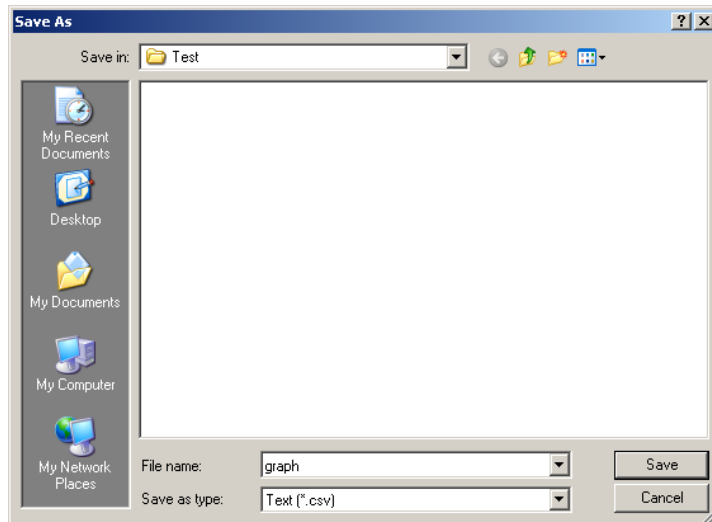 Save As
Save in: Test
My Recent
Documents
Desktop
My Documents
My Computer
My Network
Places
File name: graph
Save
Save as type: Text (*.csv)
Cancel